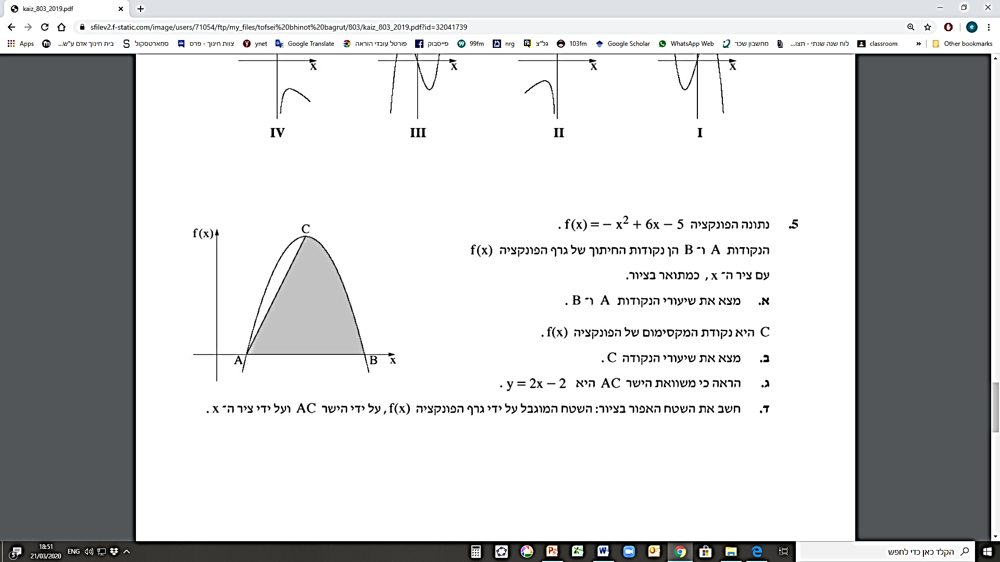 kaiz_803_2019.pdf
sfilev2.f-static.com/image/users/71054/ftp/my_files/tofsei%20bhinot%20bagrut/803/kaiz_803_2019.pdf?id=32041739
Apps בית חינוך אדם ע"ש... סמארטסקול צוות חינוך - פרס ynet Google Translate פורטל עובדי הוראה פייסבוק 99fm nrg גל"צ 103fm Google Scholar WhatsApp Web מחשבון שכר לוח שנה שנתי - תצו... classroom » Other bookmarks
x x x x
IV III II I
5. נתונה הפונקציה f(x) = − x² + 6x − 5 .
הנקודות A ו־ B הן נקודות החיתוך של גרף הפונקציה f(x)
עם ציר ה־ x , כמתואר בציור.
א. מצא את שיעורי הנקודות A ו־ B .
C היא נקודת המקסימום של הפונקציה f(x) .
ב. מצא את שיעורי הנקודה C .
ג. הראה כי משוואת הישר AC היא y = 2x − 2 .
ד. חשב את השטח האפור בציור: השטח המוגבל על ידי גרף הפונקציה f(x) , על ידי הישר AC ועל ידי ציר ה־ x .
f(x)
C
A B x
5 18:51 ENG
21/03/2020
הקלד כאן כדי לחפש